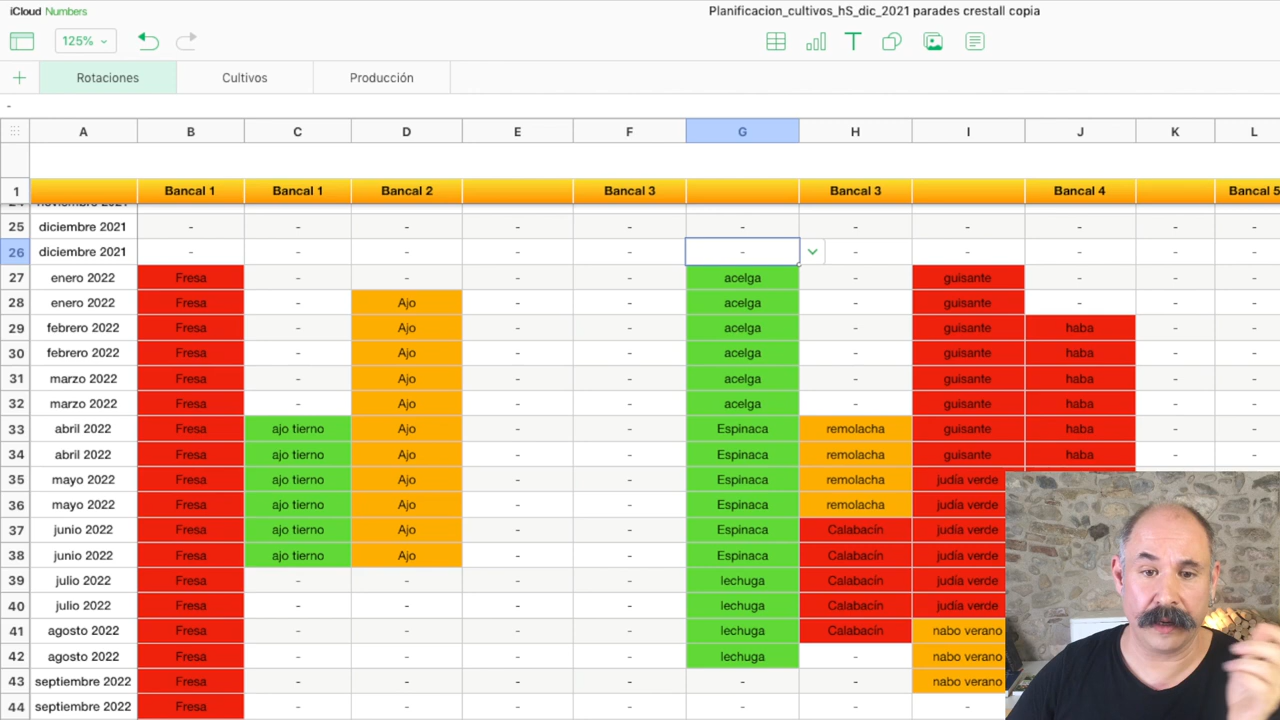 iCloud Numbers
Planificacion_cultivos_hS_dic_2021 parades crestall copia
125%
Rotaciones Cultivos Producción
-
A B C D E F G H I J K L
1 Bancal 1 Bancal 1 Bancal 2 Bancal 3 Bancal 3 Bancal 4 Bancal 5
24 noviembre 2021
25 diciembre 2021 - - - - - - - - - - -
26 diciembre 2021 - - - - - - - - - - -
27 enero 2022 Fresa - - - - acelga - guisante - - -
28 enero 2022 Fresa - Ajo - - acelga - guisante - - -
29 febrero 2022 Fresa - Ajo - - acelga - guisante haba - -
30 febrero 2022 Fresa - Ajo - - acelga - guisante haba - -
31 marzo 2022 Fresa - Ajo - - acelga - guisante haba - -
32 marzo 2022 Fresa - Ajo - - acelga - guisante haba - -
33 abril 2022 Fresa ajo tierno Ajo - - Espinaca remolacha guisante haba - -
34 abril 2022 Fresa ajo tierno Ajo - - Espinaca remolacha guisante haba - -
35 mayo 2022 Fresa ajo tierno Ajo - - Espinaca remolacha judía verde
36 mayo 2022 Fresa ajo tierno Ajo - - Espinaca remolacha judía verde
37 junio 2022 Fresa ajo tierno Ajo - - Espinaca Calabacín judía verde
38 junio 2022 Fresa ajo tierno Ajo - - Espinaca Calabacín judía verde
39 julio 2022 Fresa - - - - lechuga Calabacín judía verde
40 julio 2022 Fresa - - - - lechuga Calabacín judía verde
41 agosto 2022 Fresa - - - - lechuga Calabacín nabo verano
42 agosto 2022 Fresa - - - - lechuga - nabo verano
43 septiembre 2022 Fresa - - - - - - nabo verano
44 septiembre 2022 Fresa - - - - - - -